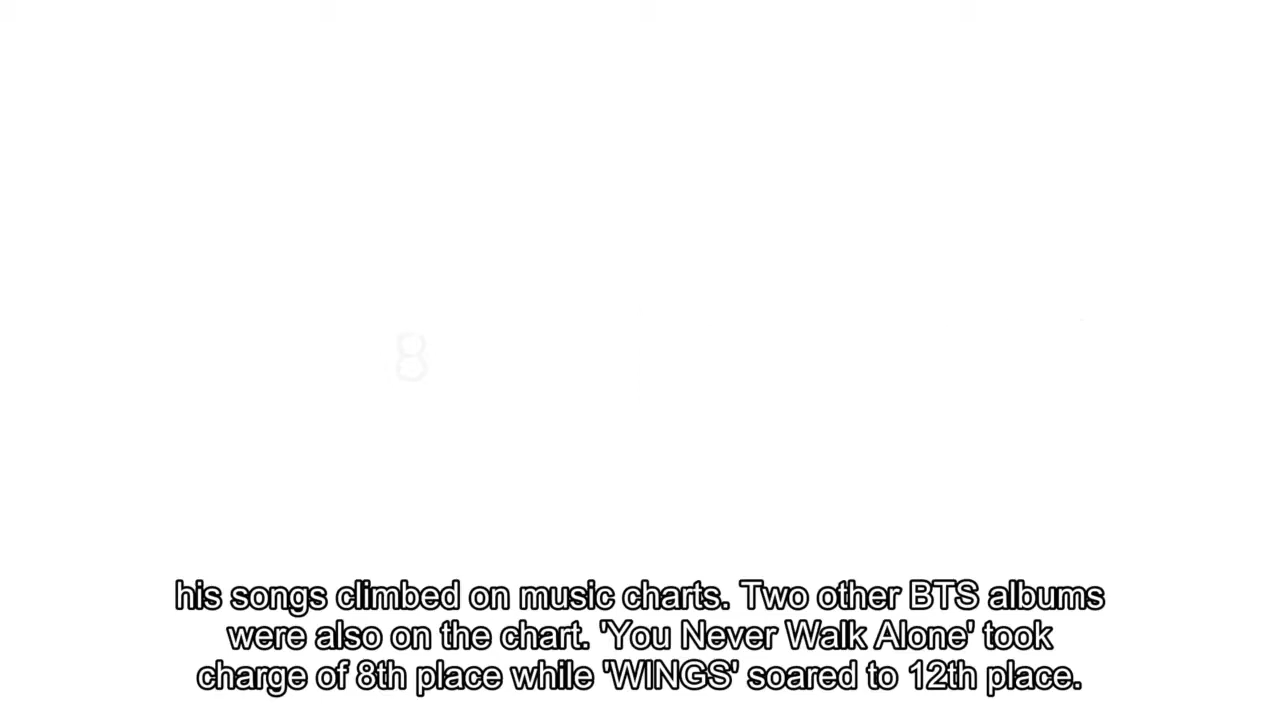 8
his songs climbed on music charts. Two other BTS albums
were also on the chart. 'You Never Walk Alone' took
charge of 8th place while 'WINGS' soared to 12th place.